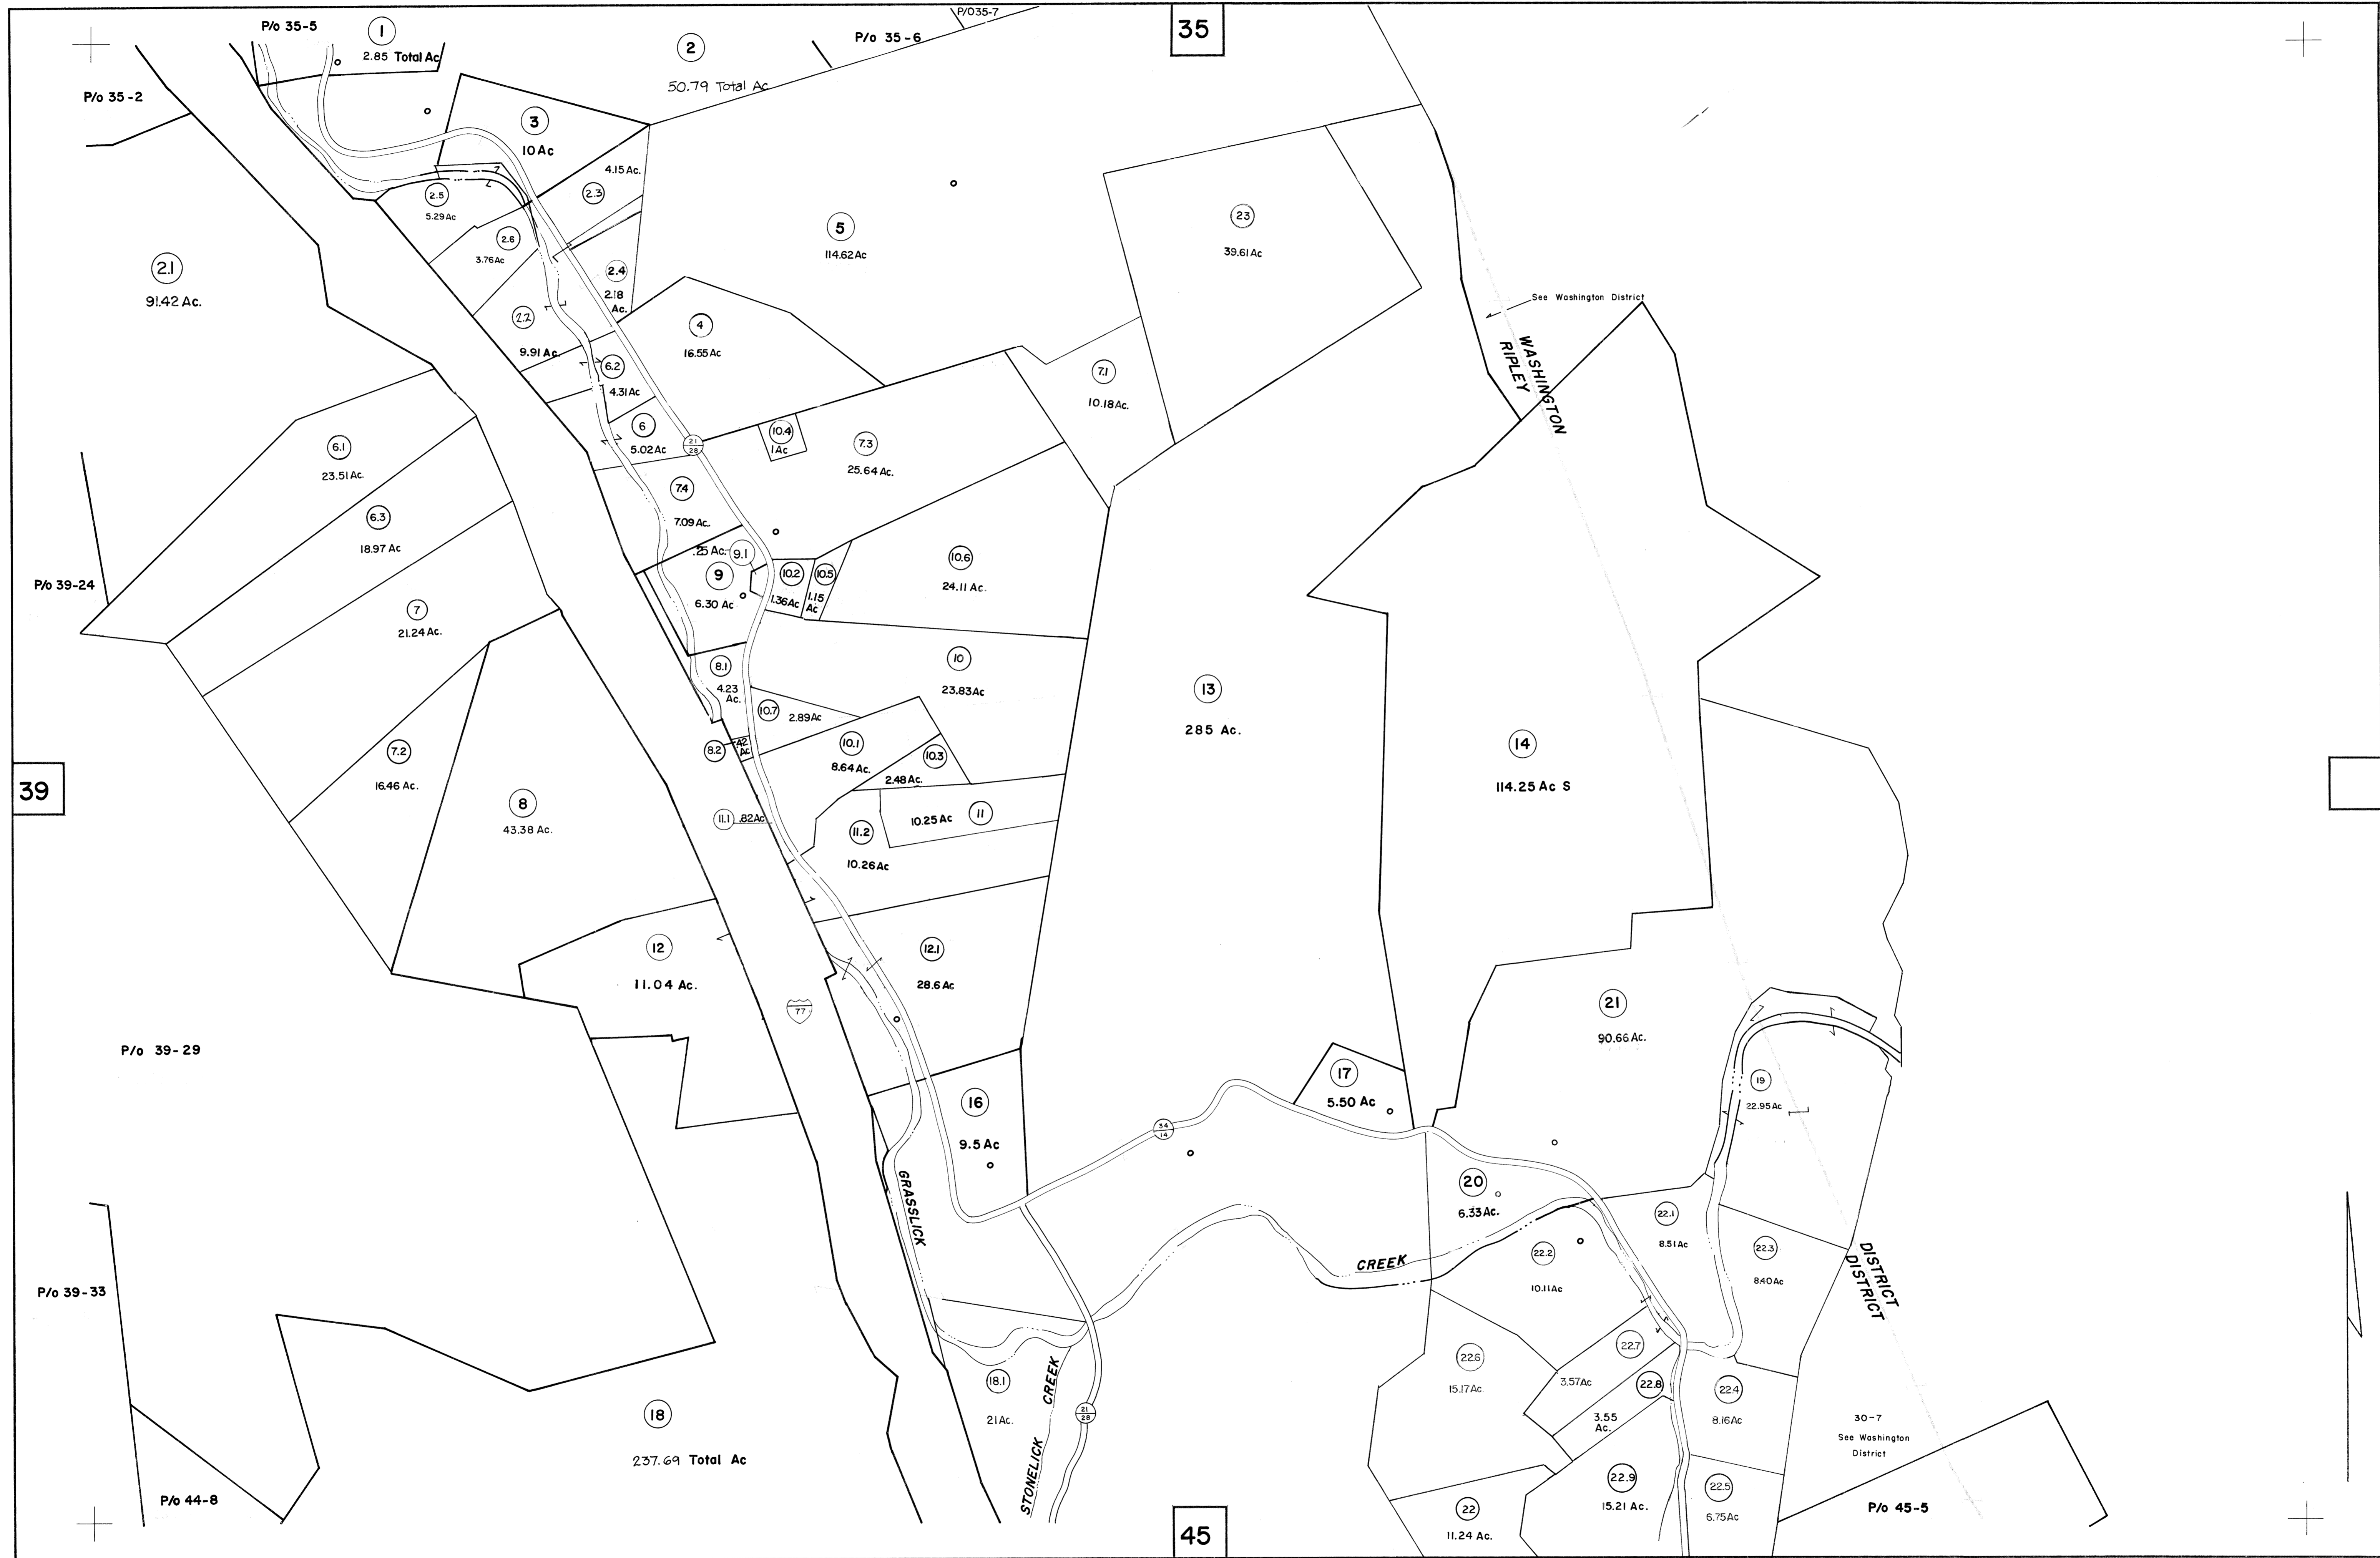 P/o 35-5
1
2.85 Total Ac
2
50.79 Total Ac
P/o 35-6
P/O35-7
35
P/o 35-2
3
10 Ac
4.15 Ac.
2.3
2.5
5.29 Ac
2.6
3.76 Ac
2.4
2.18
Ac.
5
114.62 Ac
23
39.61 Ac
2.1
91.42 Ac.
2.2
9.91 Ac.
4
16.55 Ac
See Washington District
WASHINGTON
RIPLEY
6.2
4.31 Ac
7.1
10.18 Ac.
6
5.02 Ac
21
28
10.4
1 Ac
7.3
25.64 Ac.
6.1
23.51 Ac.
6.3
18.97 Ac
7.4
7.09 Ac.
.25 Ac.
9.1
9
6.30 Ac
10.2
1.36 Ac
10.5
1.15
Ac
10.6
24.11 Ac.
P/o 39-24
7
21.24 Ac.
8.1
4.23
Ac.
10
23.83 Ac
13
285 Ac.
10.7
2.89 Ac
7.2
16.46 Ac.
8.2
.42
Ac
10.1
8.64 Ac.
10.3
2.48 Ac.
14
114.25 Ac S
39
8
43.38 Ac.
11.1
.82 Ac
11.2
10.26 Ac
10.25 Ac
11
12
11.04 Ac.
12.1
28.6 Ac
77
21
90.66 Ac.
P/o 39-29
16
9.5 Ac
17
5.50 Ac
19
22.95 Ac
34
14
GRASSLICK
CREEK
20
6.33 Ac.
22.1
8.51 Ac
22.2
10.11 Ac
22.3
8.40 Ac
DISTRICT
DISTRICT
P/o 39-33
22.7
3.57 Ac
22.6
15.17 Ac.
22.8
3.55
Ac.
22.4
8.16 Ac
18.1
21 Ac.
STONELICK CREEK
21
28
18
237.69 Total Ac
30-7
See Washington
District
22.9
15.21 Ac.
22.5
6.75 Ac
22
11.24 Ac.
P/o 44-8
45
P/o 45-5